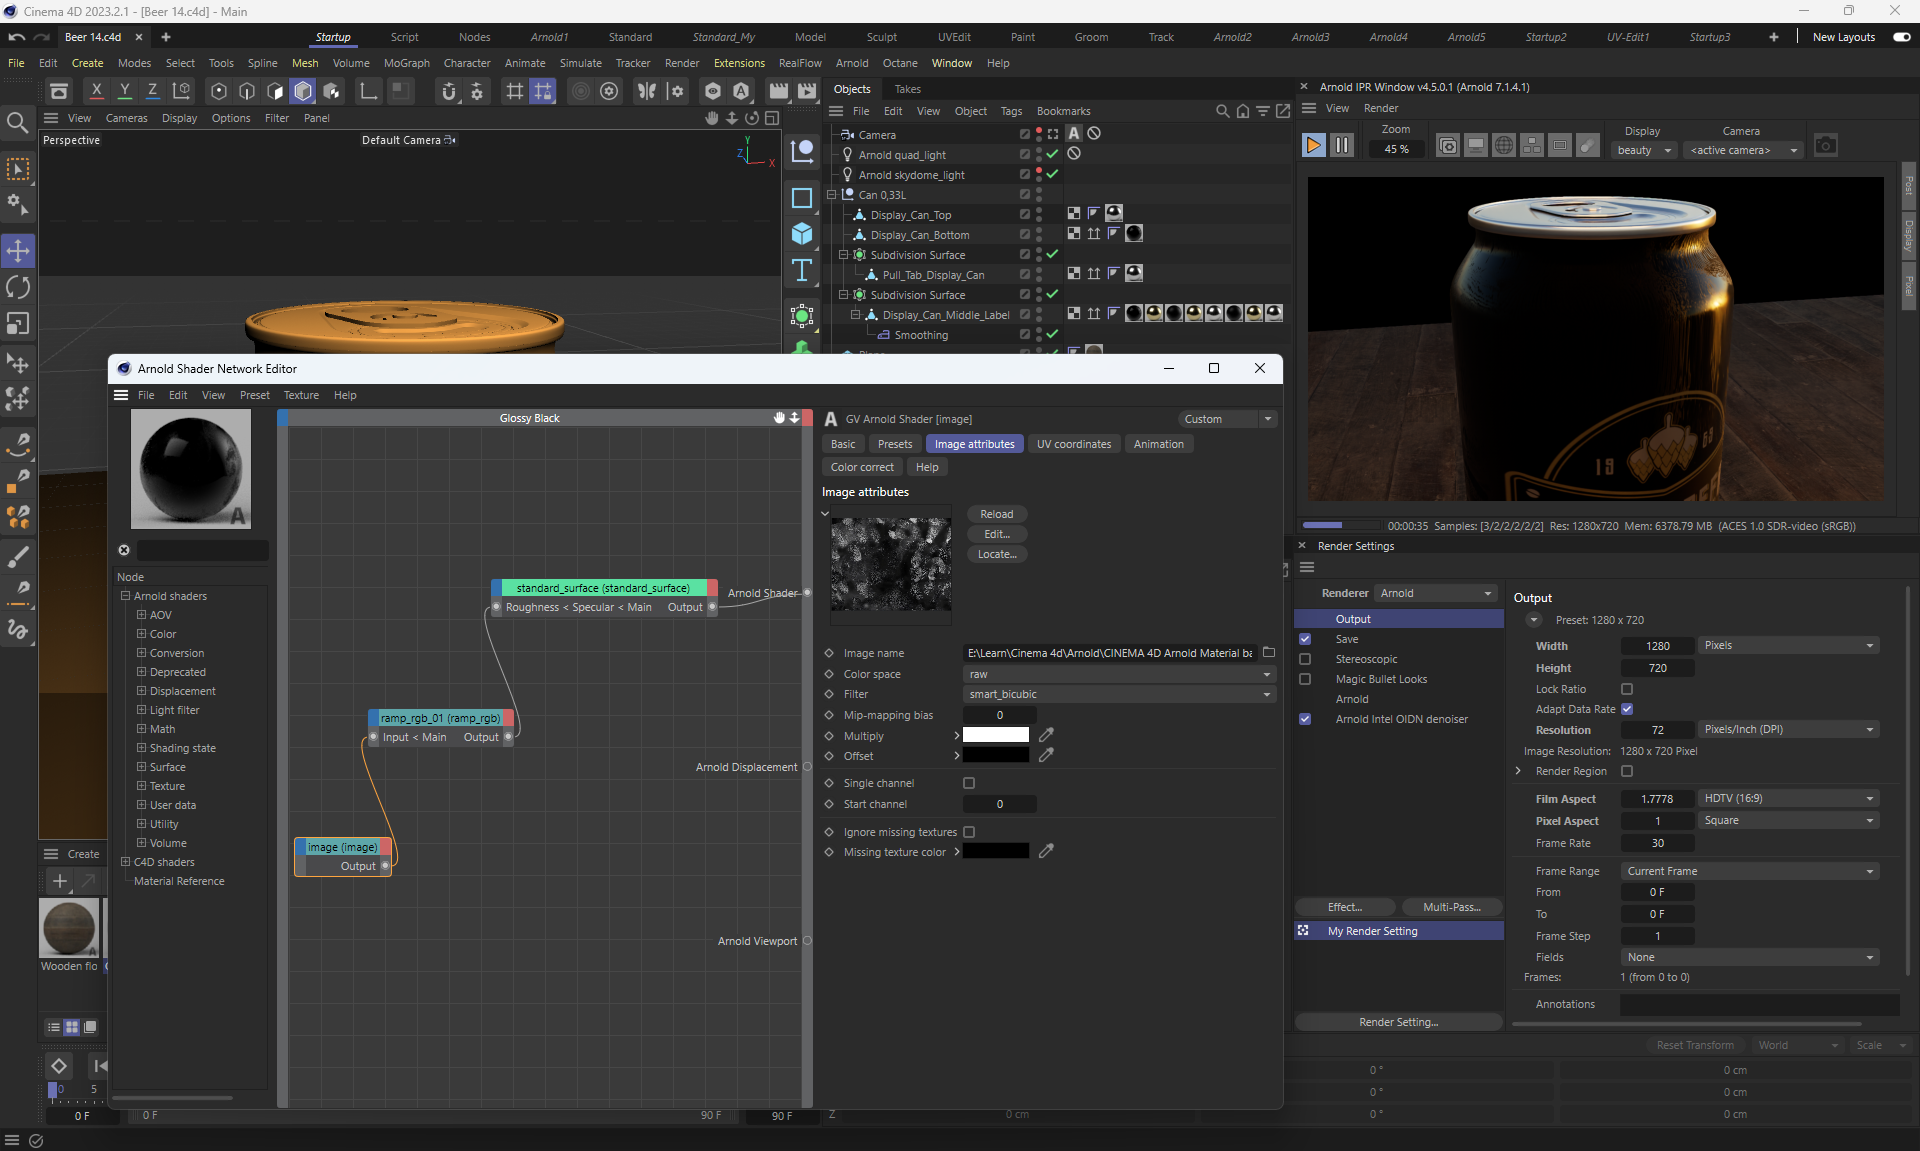 Cinema 4D 2023.2.1 - [Beer 14.c4d] - Main
Beer 14.c4d
Startup Script Nodes Arnold1 Standard Standard_My Model Sculpt UVEdit Paint Groom Track Arnold2 Arnold3 Arnold4 Arnold5 Startup2 UV-Edit1 Startup3 New Layouts
File Edit Create Modes Select Tools Spline Mesh Volume MoGraph Character Animate Simulate Tracker Render Extensions RealFlow Arnold Octane Window Help
X Y Z
View Cameras Display Options Filter Panel
Perspective
Default Camera
Y
Z
X
Objects Takes
File Edit View Object Tags Bookmarks
Camera
Arnold quad_light
Arnold skydome_light
Can 0,33L
Display_Can_Top
Display_Can_Bottom
Subdivision Surface
Pull_Tab_Display_Can
Subdivision Surface
Display_Can_Middle_Label
Smoothing
Arnold IPR Window v4.5.0.1 (Arnold 7.1.4.1)
View Render
Zoom
45 %
Display
beauty
Camera
<active camera>
Post
Display
Pixel
19 69
00:00:35 Samples: [3/2/2/2/2/2] Res: 1280x720 Mem: 6378.79 MB (ACES 1.0 SDR-video (sRGB))
Arnold Shader Network Editor
File Edit View Preset Texture Help
Node
Arnold shaders
AOV
Color
Conversion
Deprecated
Displacement
Light filter
Math
Shading state
Surface
Texture
User data
Utility
Volume
C4D shaders
Material Reference
Glossy Black
standard_surface (standard_surface)
Roughness < Specular < Main Output
Arnold Shader
ramp_rgb_01 (ramp_rgb)
Input < Main Output
Arnold Displacement
image (image)
Output
Arnold Viewport
GV Arnold Shader [image]
Custom
Basic Presets Image attributes UV coordinates Animation
Color correct Help
Image attributes
Reload
Edit...
Locate...
Image name E:\Learn\Cinema 4d\Arnold\CINEMA 4D Arnold Material ba
Color space raw
Filter smart_bicubic
Mip-mapping bias 0
Multiply
Offset
Single channel
Start channel 0
Ignore missing textures
Missing texture color
Render Settings
Renderer Arnold
Output
Save
Stereoscopic
Magic Bullet Looks
Arnold
Arnold Intel OIDN denoiser
Effect... Multi-Pass...
My Render Setting
Render Setting...
Output
Preset: 1280 x 720
Width 1280 Pixels
Height 720
Lock Ratio
Adapt Data Rate
Resolution 72 Pixels/Inch (DPI)
Image Resolution: 1280 x 720 Pixel
Render Region
Film Aspect 1.7778 HDTV (16:9)
Pixel Aspect 1 Square
Frame Rate 30
Frame Range Current Frame
From 0 F
To 0 F
Frame Step 1
Fields None
Frames: 1 (from 0 to 0)
Annotations
Create
Wooden flo
0 5
0 F 0 F 90 F 90 F
Reset Transform World Scale
0 ° 0 cm
0 ° 0 cm
Z 0 cm 0 ° 0 cm